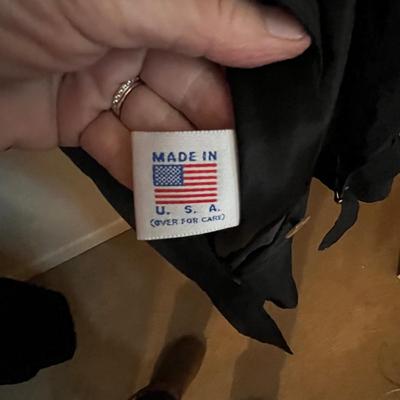 MADE IN
U. S. A.
(OVER FOR CARE)